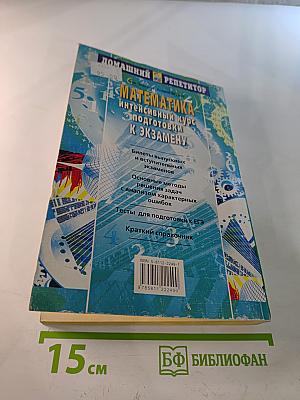 ДОМАШНИЙ РЕПЕТИТОР
МАТЕМАТИКА
ИНТЕНСИВНЫЙ КУРС
ПОДГОТОВКИ
К ЭКЗАМЕНУ
Билеты выпускных
и вступительных
экзаменов
Основные методы
решения задач
с анализом характерных
ошибок
Тесты для подготовки к ЕГЭ
Краткий справочник
15 см
БФ БИБЛИОФАН